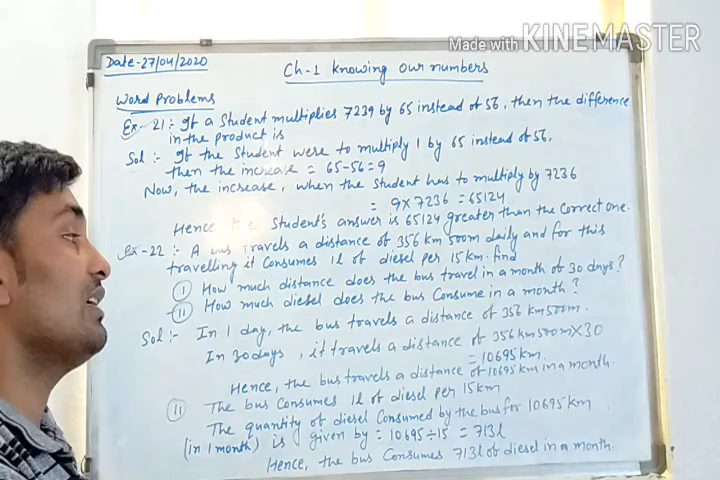 Made with KINEMASTER
Date-27/04/2020
Ch-1 Knowing our numbers
Word Problems
Ex-21:- If a Student multiplies 7239 by 65 instead of 56, then the difference
in the product is
Sol:- If the Student were to multiply 1 by 65 instead of 56,
then the increase = 65-56=9
Now, the increase, when the Student has to multiply by 7236
= 9×7236 = 65124
Hence the Student's answer is 65124 greater than the Correct one.
Ex-22:- A bus travels a distance of 356 km 500m daily and for this
travelling it Consumes 1l of diesel per 15 km. find
(I) How much distance does the bus travel in a month of 30 days?
(II) How much diesel does the bus Consume in a month?
Sol:- In 1 day, the bus travels a distance of 356 km 500m.
In 30 days, it travels a distance of 356km 500m×30
= 10695 km.
Hence, the bus travels a distance of 10695 km in a month.
(II) The bus Consumes 1l of diesel per 15 km
The quantity of diesel Consumed by the bus for 10695 km
(in 1 month) is given by = 10695÷15 = 713l
Hence, the bus Consumes 713l of diesel in a month.